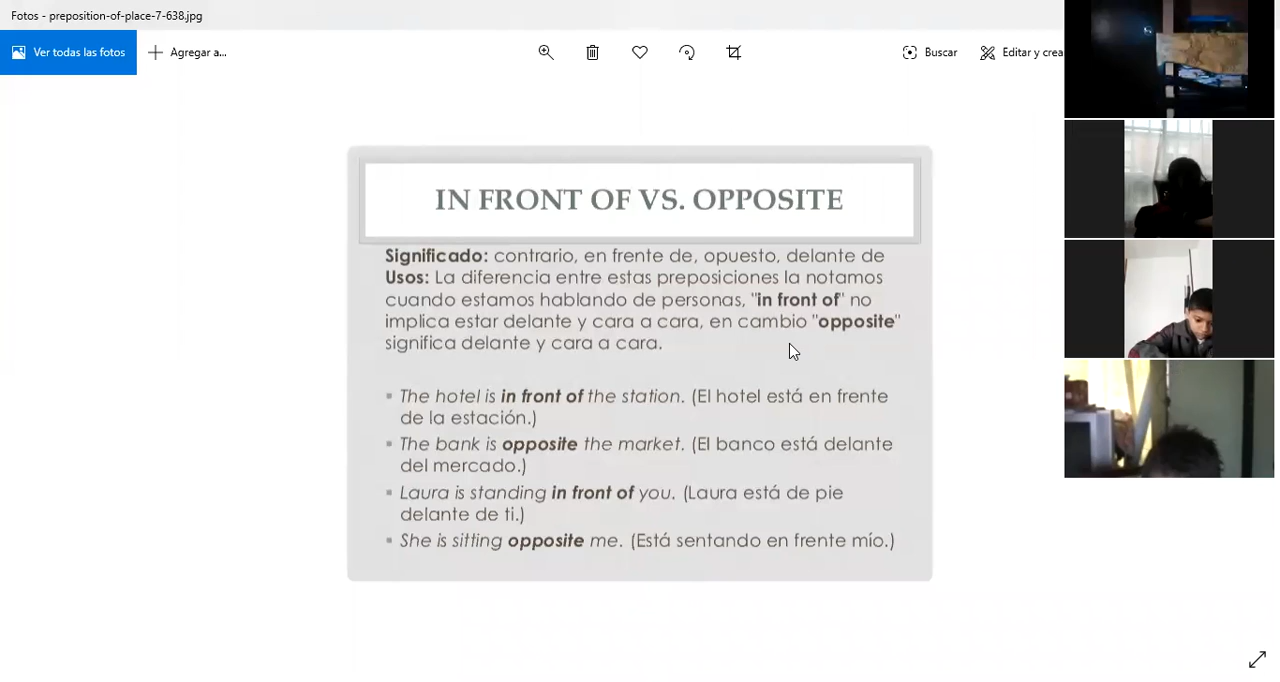 Fotos - preposition-of-place-7-638.jpg
Ver todas las fotos
Agregar a...
Buscar
Editar y crea
IN FRONT OF VS. OPPOSITE
Significado: contrario, en frente de, opuesto, delante de
Usos: La diferencia entre estas preposiciones la notamos
cuando estamos hablando de personas, "in front of" no
implica estar delante y cara a cara, en cambio "opposite"
significa delante y cara a cara.
The hotel is in front of the station. (El hotel está en frente
de la estación.)
The bank is opposite the market. (El banco está delante
del mercado.)
Laura is standing in front of you. (Laura está de pie
delante de ti.)
She is sitting opposite me. (Está sentando en frente mío.)